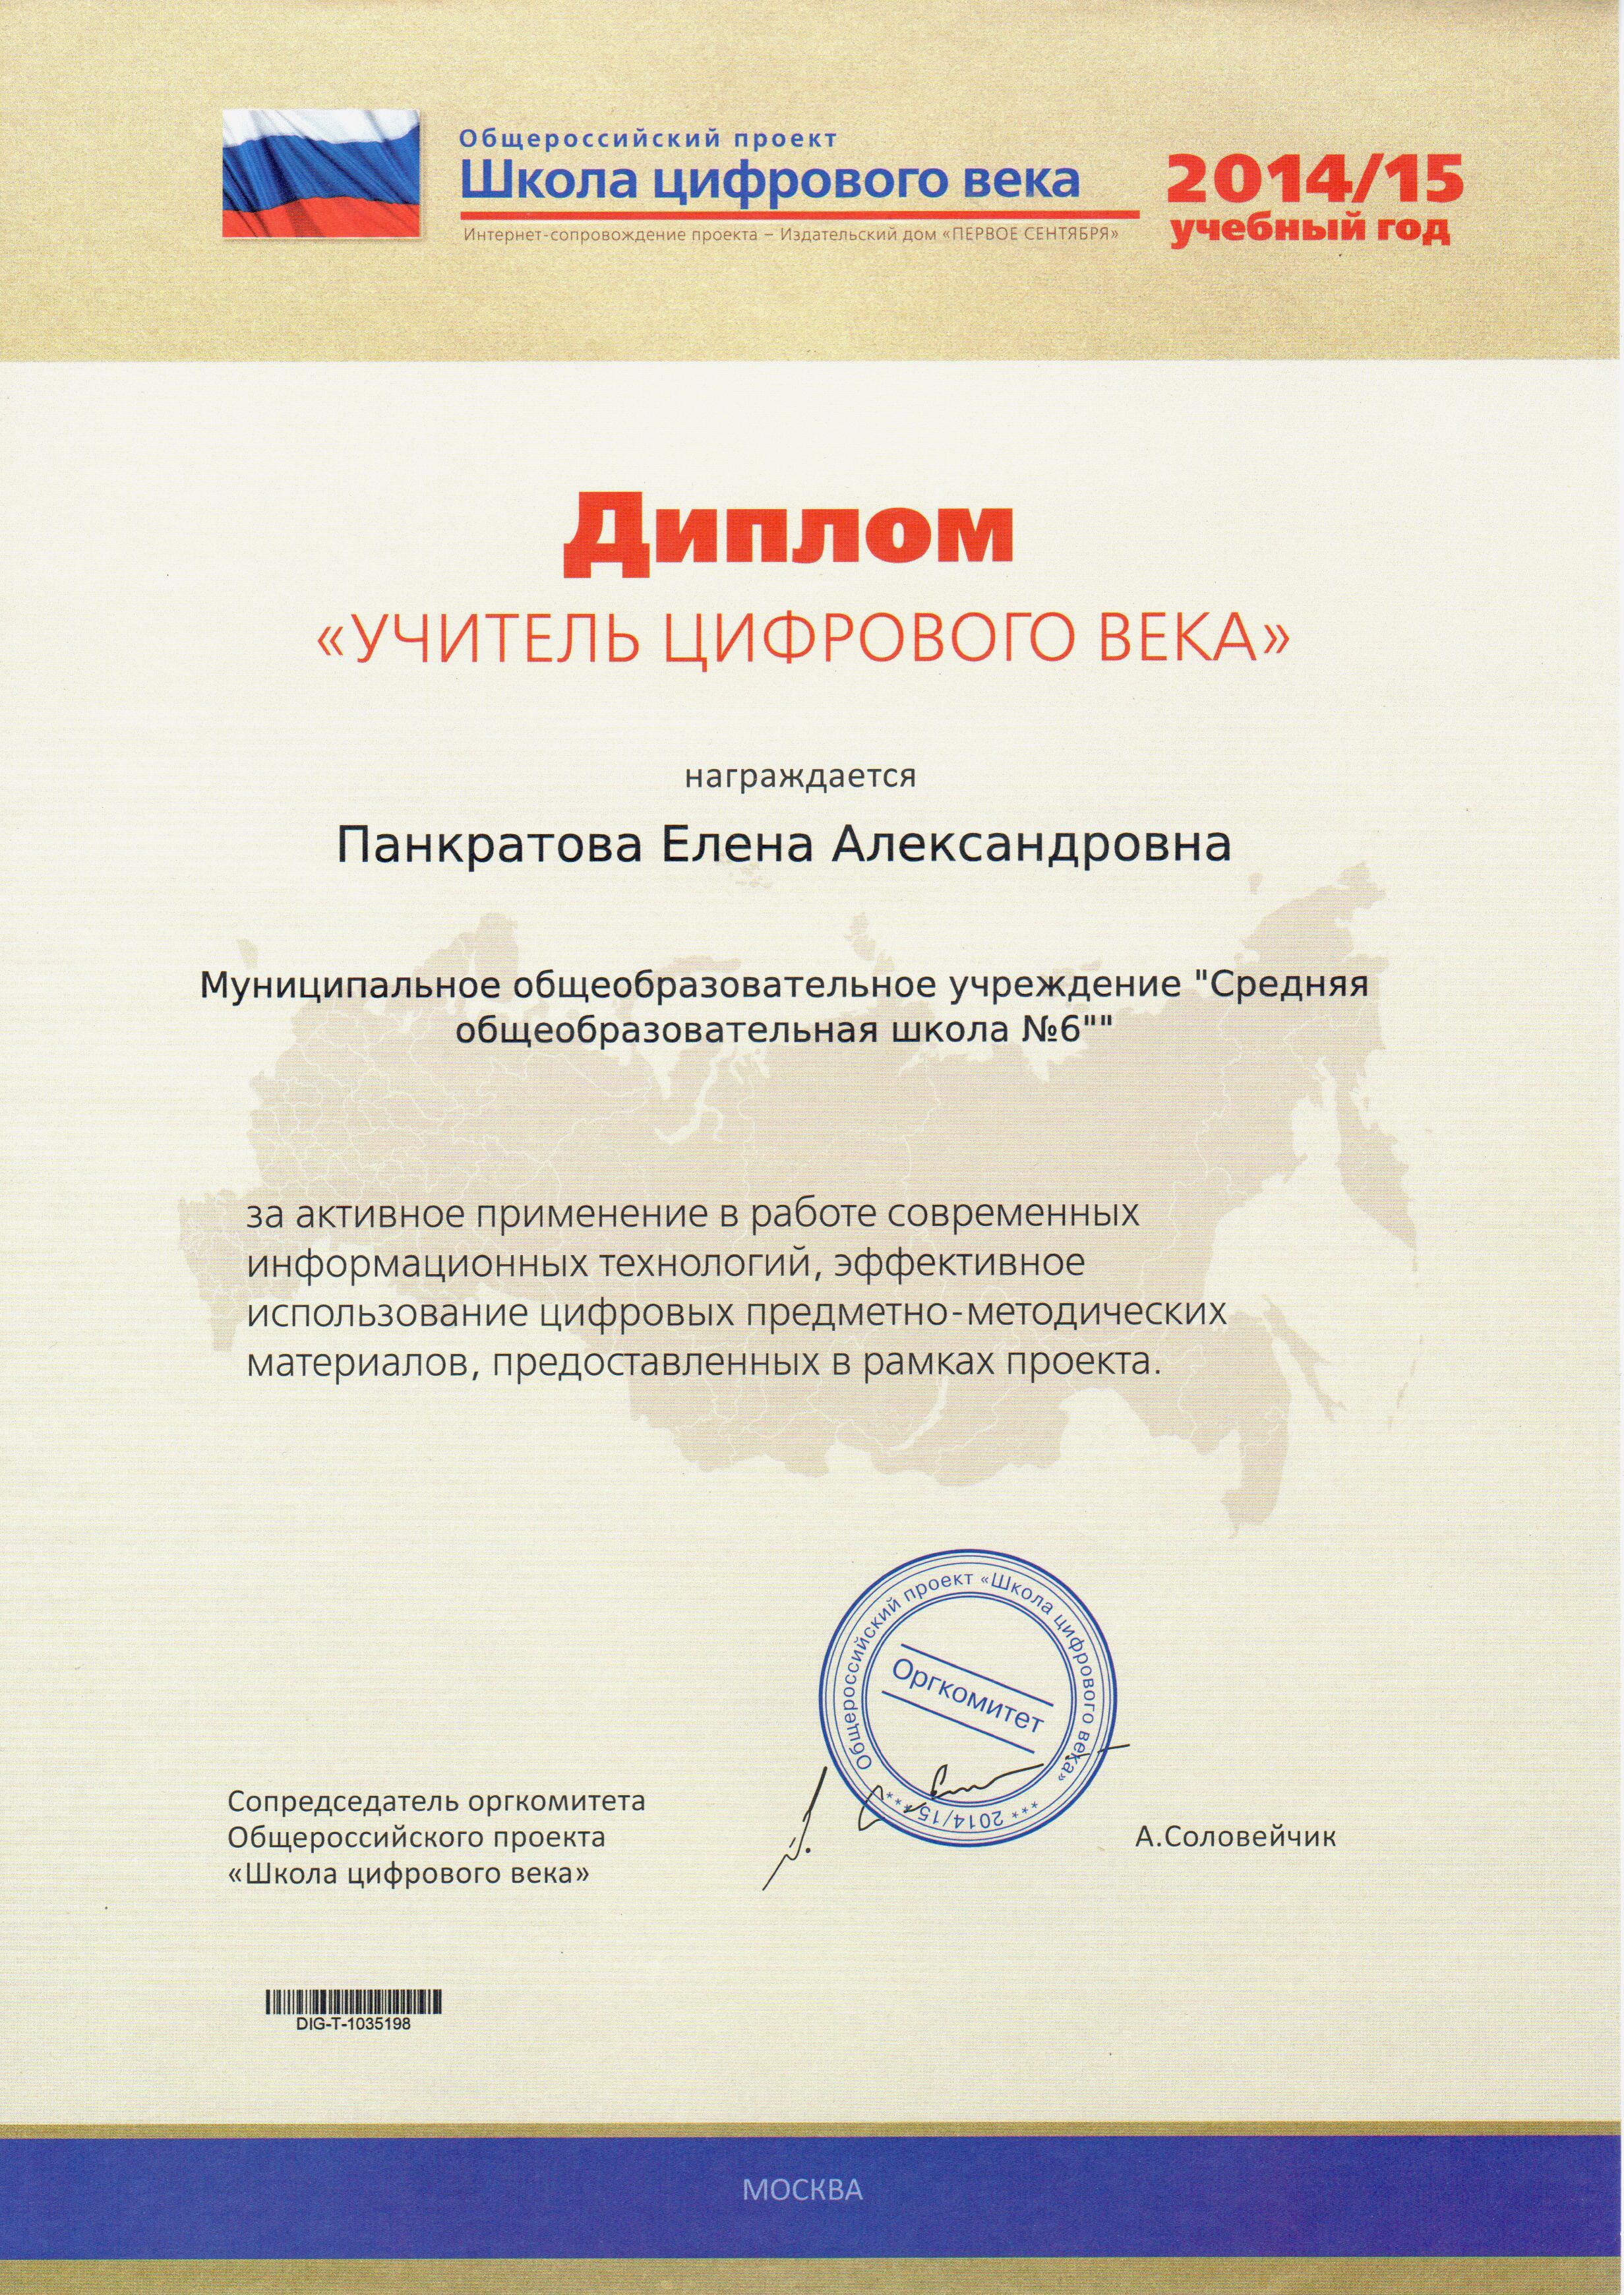 Общероссийский проект
Школа цифрового века
Интернет-сопровождение проекта – Издательский дом «ПЕРВОЕ СЕНТЯБРЯ»
2014/15
учебный год
Диплом
«УЧИТЕЛЬ ЦИФРОВОГО ВЕКА»
награждается
Панкратова Елена Александровна
Муниципальное общеобразовательное учреждение "Средняя
общеобразовательная школа №6""
за активное применение в работе современных
информационных технологий, эффективное
использование цифровых предметно-методических
материалов, предоставленных в рамках проекта.
Общероссийский проект «Школа цифрового века»
Оргкомитет
*** 2014/15 ***
Сопредседатель оргкомитета
Общероссийского проекта
«Школа цифрового века»
А.Соловейчик
DIG-T-1035198
МОСКВА